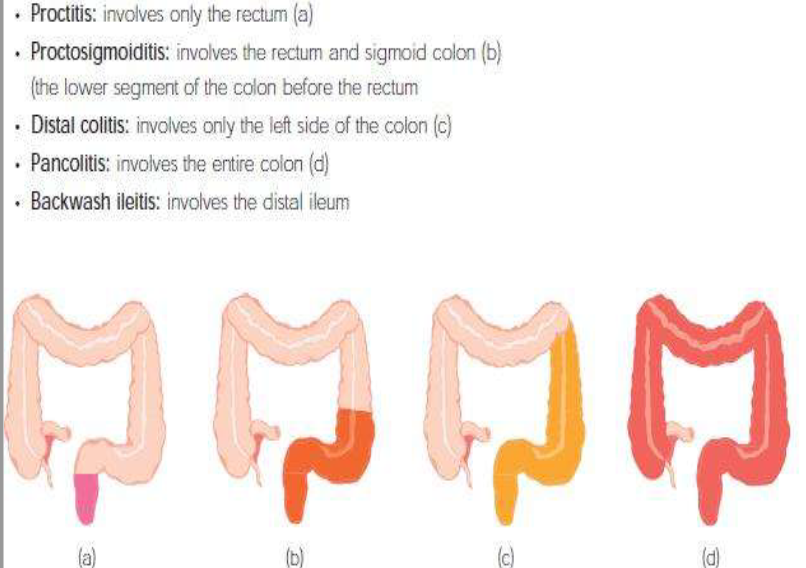 • Proctitis: involves only the rectum (a)
• Proctosigmoiditis: involves the rectum and sigmoid colon (b)
(the lower segment of the colon before the rectum
• Distal colitis: involves only the left side of the colon (c)
• Pancolitis: involves the entire colon (d)
• Backwash ileitis: involves the distal ileum
(a) (b) (c) (d)